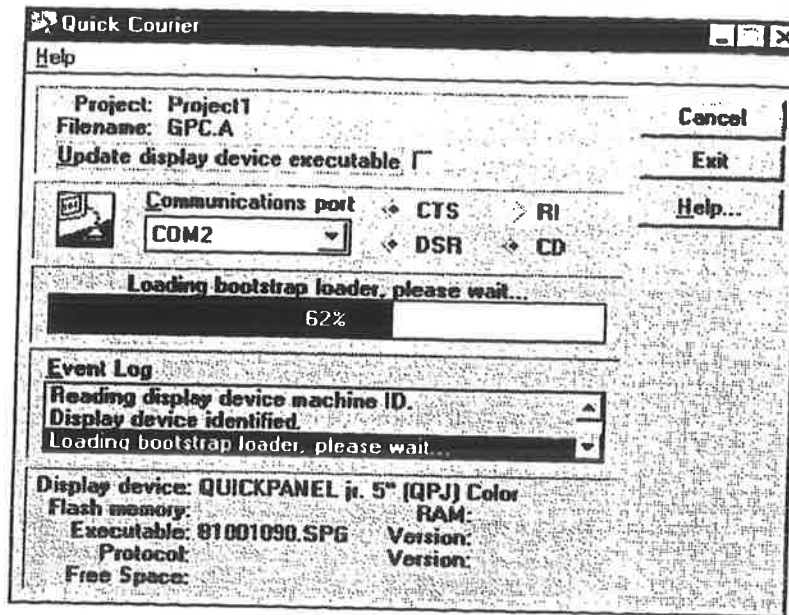 Quick Courier
Help
Project: Project1
Filename: GPC.A
Update display device executable
Cancel
Exit
Help...
Communications port
COM2
CTS
RI
DSR
CD
Loading bootstrap loader, please wait...
62%
Event Log
Reading display device machine ID.
Display device identified.
Loading bootstrap loader, please wait...
Display device: QUICKPANEL jr. 5" (QPJ) Color
Flash memory: RAM:
Executable: 81001090.SPG Version:
Protocol: Version:
Free Space: